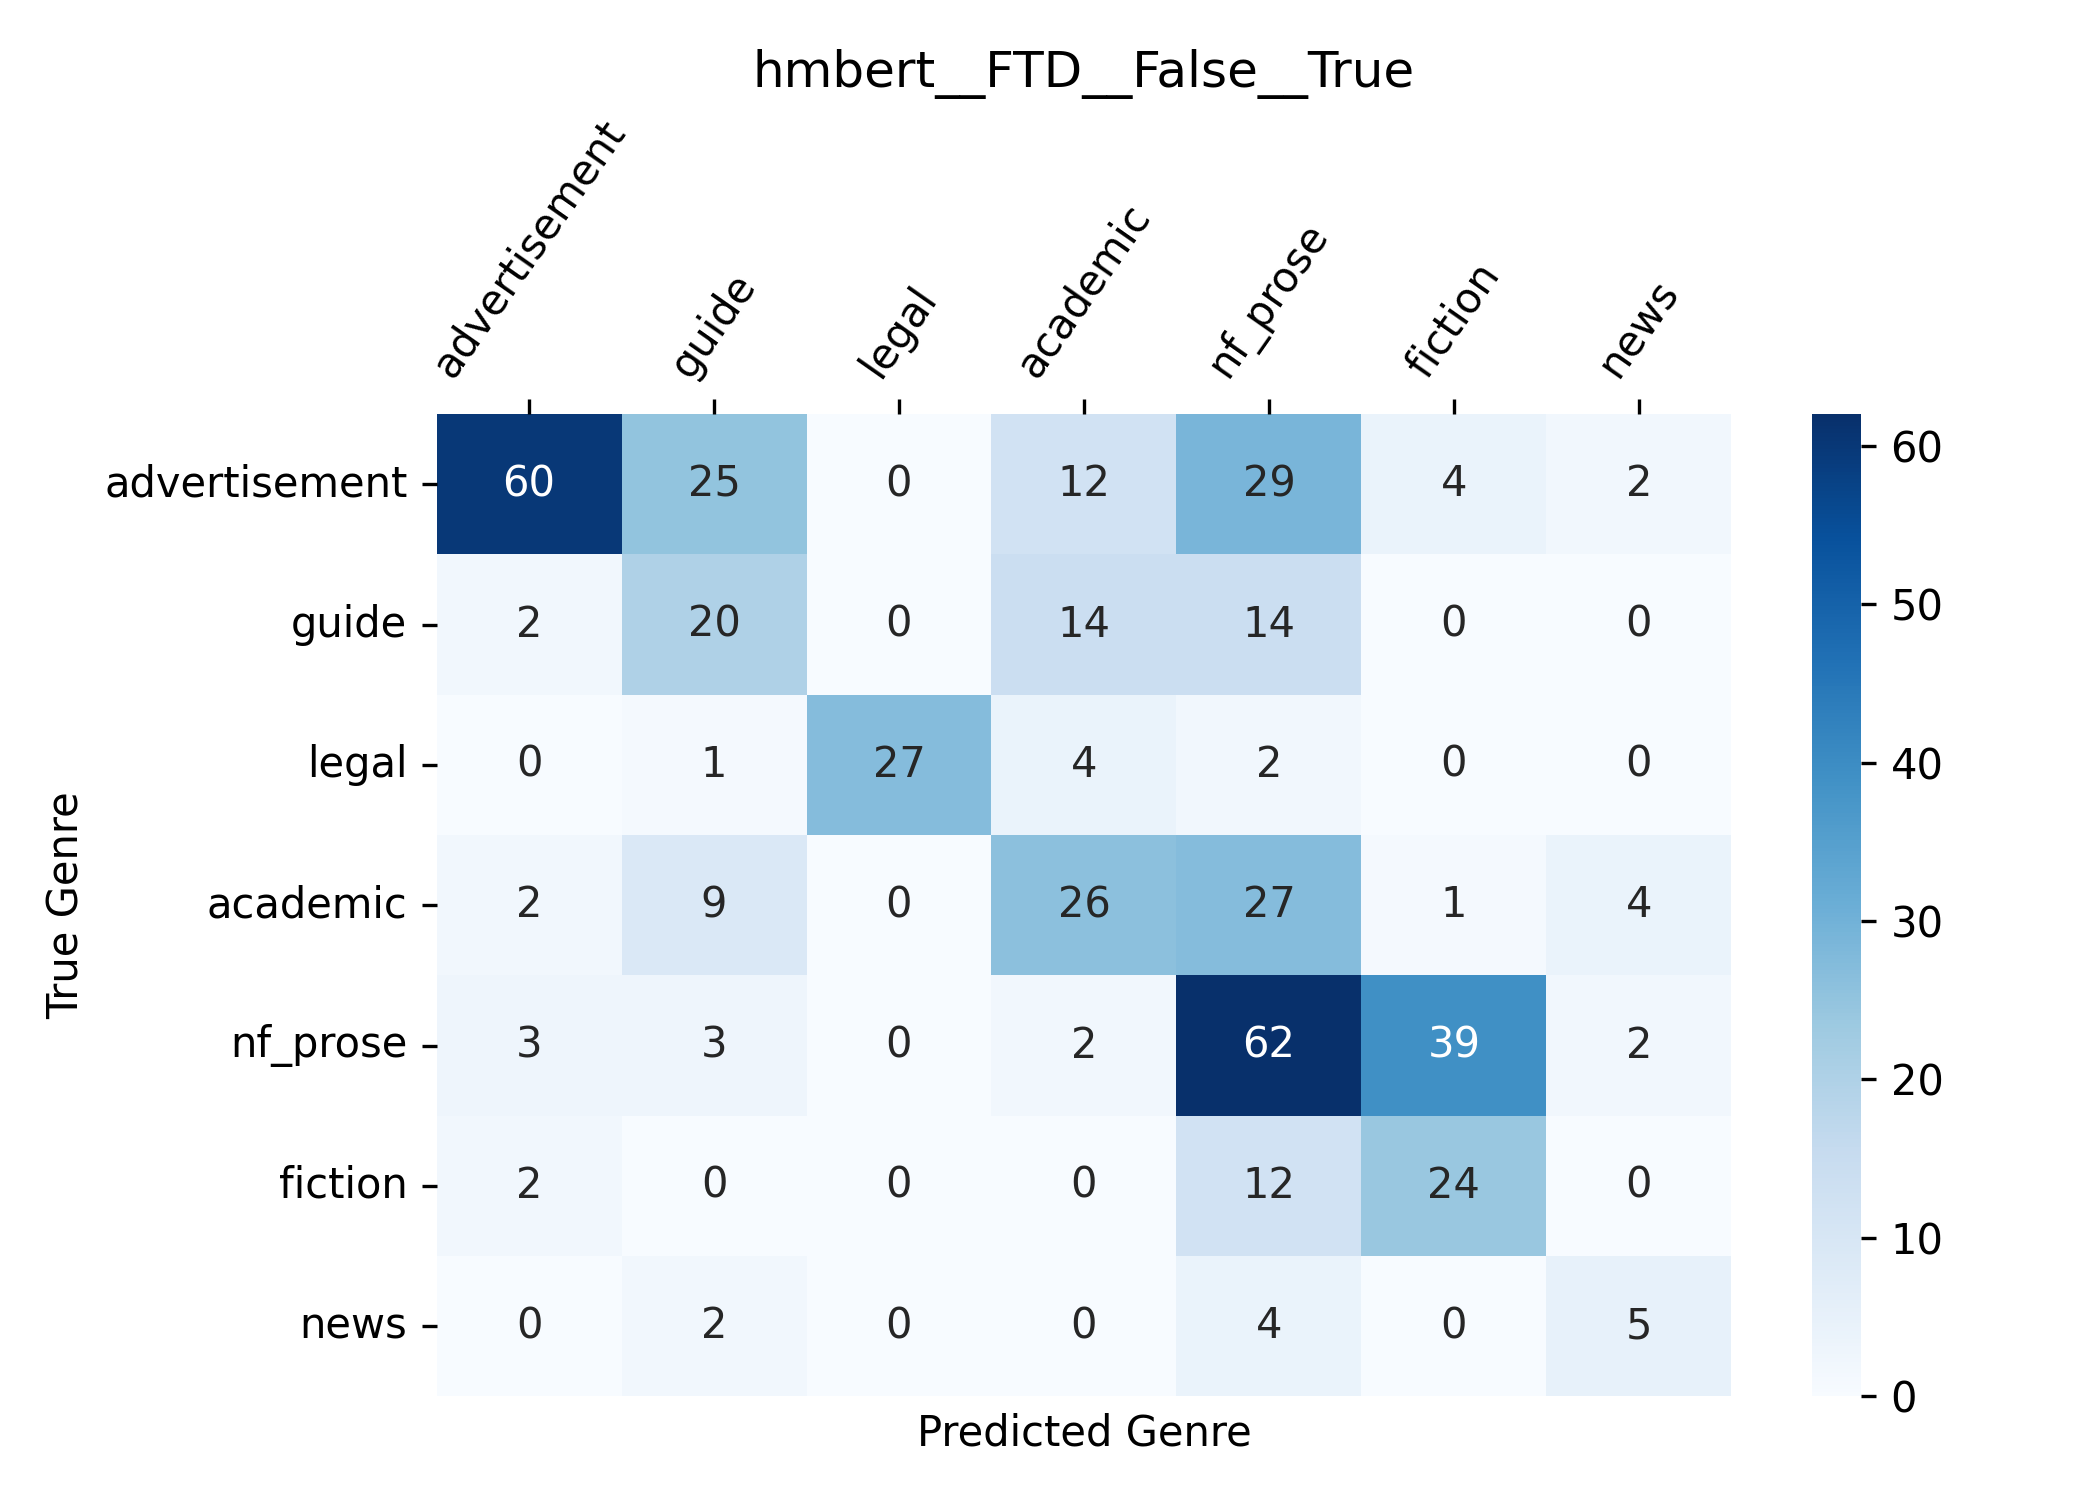 hmbert__FTD__False__True
advertisement guide legal academic nf_prose fiction news
advertisement 60 25 0 12 29 4 2
guide 2 20 0 14 14 0 0
legal 0 1 27 4 2 0 0
academic 2 9 0 26 27 1 4
nf_prose 3 3 0 2 62 39 2
fiction 2 0 0 0 12 24 0
news 0 2 0 0 4 0 5
True Genre
Predicted Genre
60
50
40
30
20
10
0